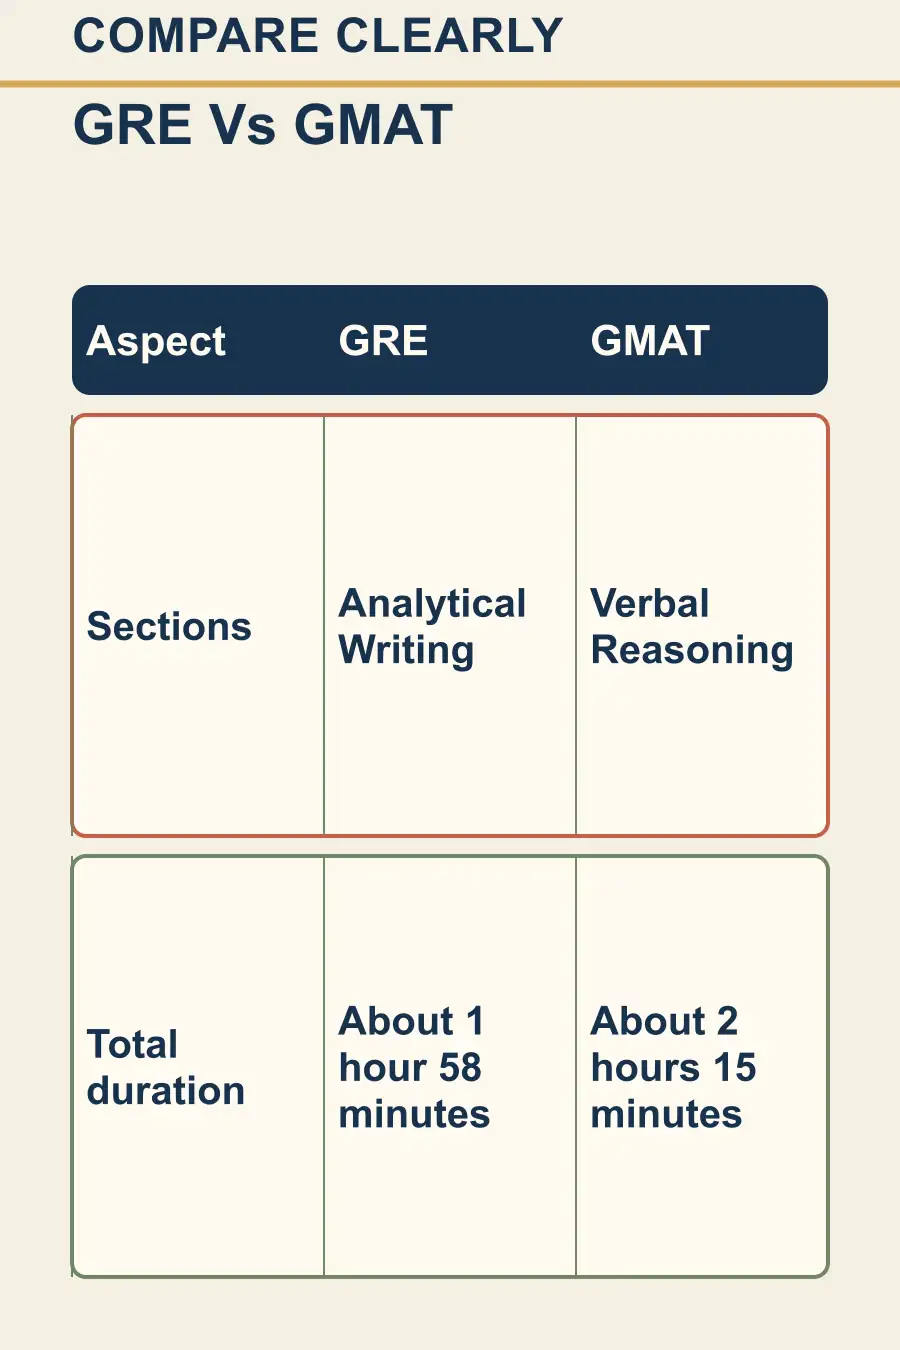 COMPARE CLEARLY
GRE Vs GMAT
Aspect
GRE
GMAT
Sections
Analytical
Writing
Verbal
Reasoning
Total
duration
About 1
hour 58
minutes
About 2
hours 15
minutes